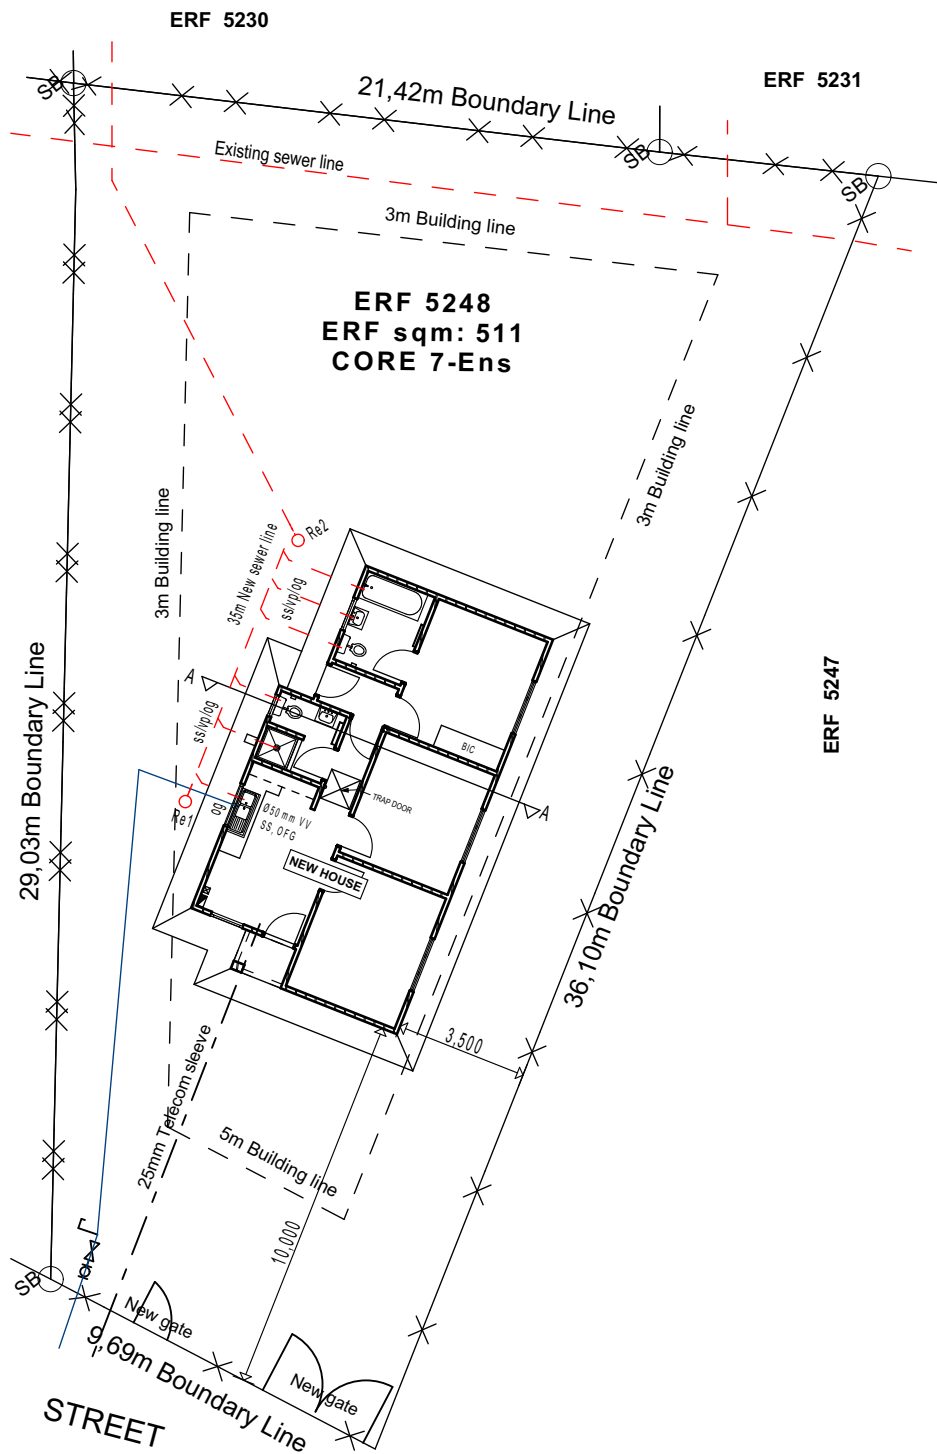 ERF 5230
ERF 5231
SB
21,42m Boundary Line
SB
SB
Existing sewer line
3m Building line
ERF 5248
ERF sqm: 511
CORE 7-Ens
3m Building line
3m Building line
35m New sewer line
Re2
ss/vp/og
ERF 5247
A
ss/vp/og
BIC
TRAP DOOR
A
og
Re1
Ø50mm VV
SS, OFG
NEW HOUSE
29,03m Boundary Line
36,10m Boundary Line
3,500
25mm Telecom sleeve
5m Building line
10,000
SB
New gate
New gate
9,69m Boundary Line
STREET